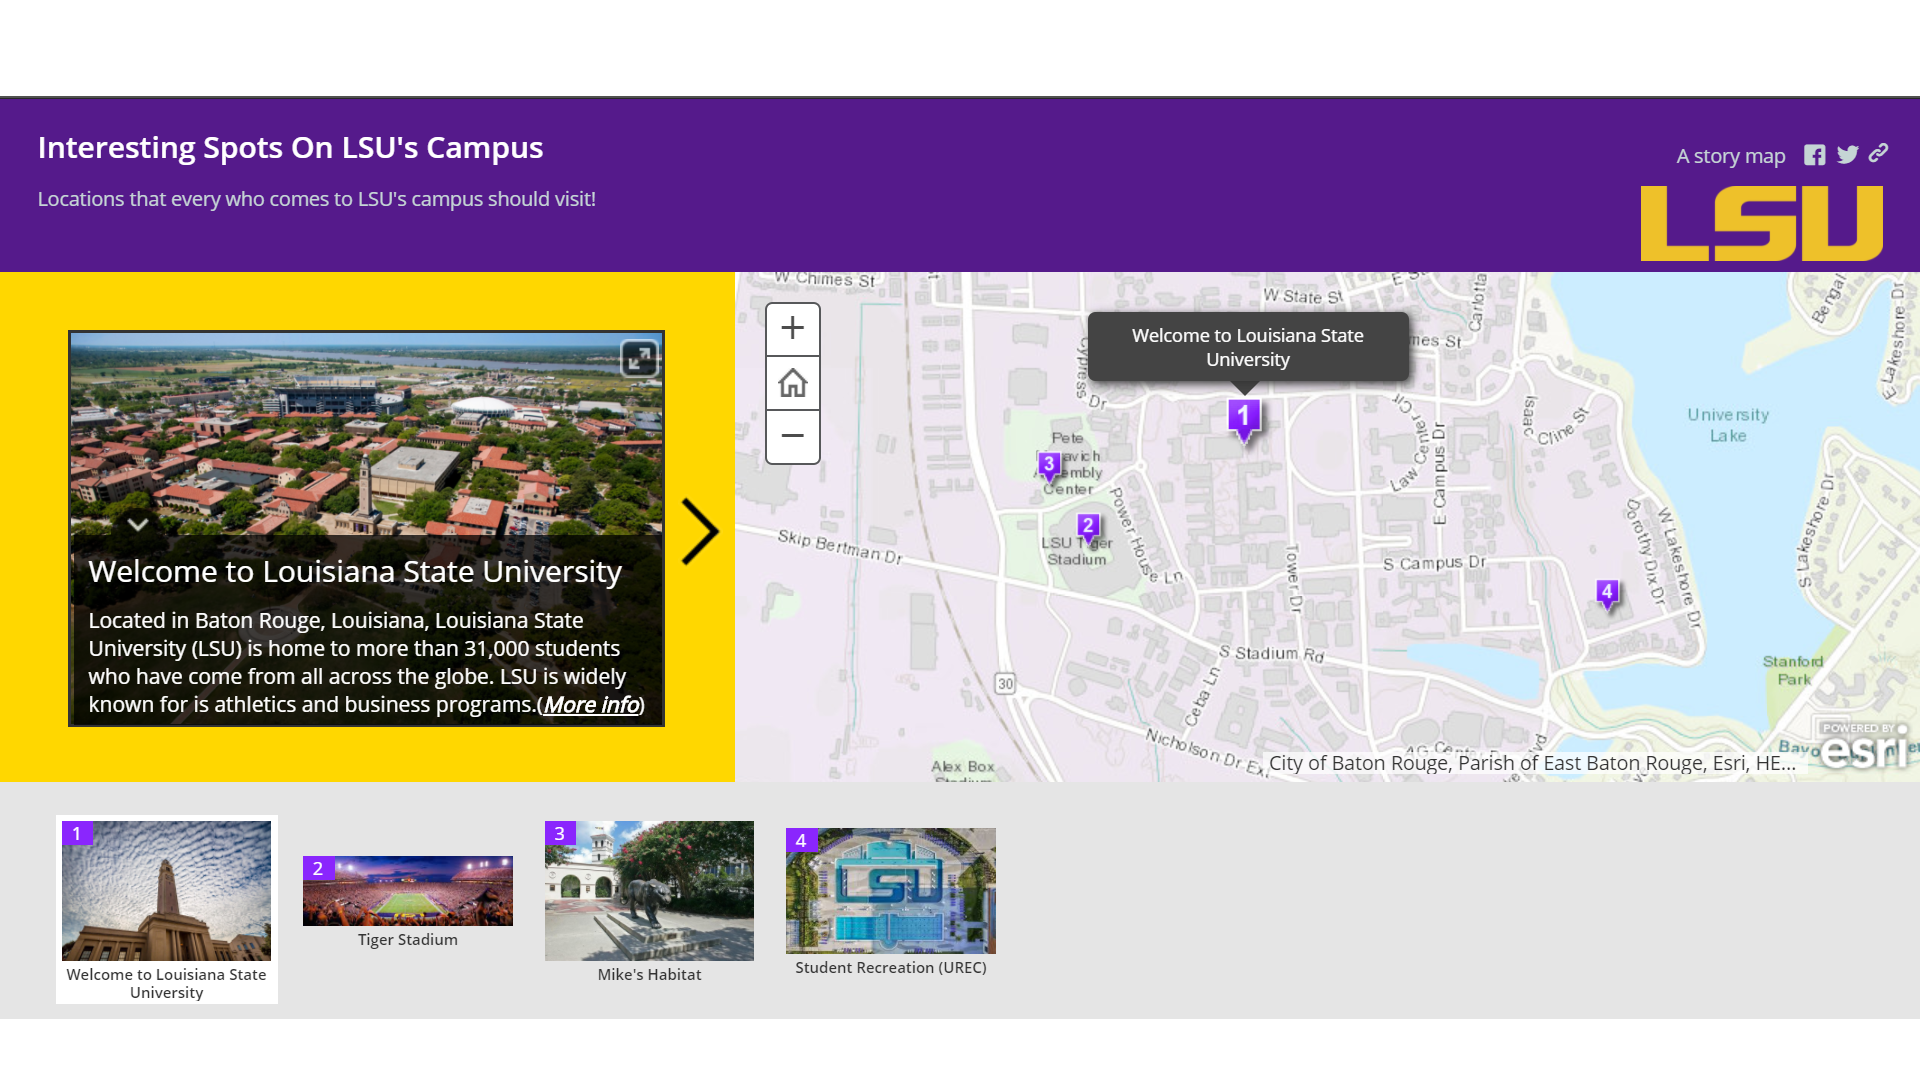 Interesting Spots On LSU's Campus
Locations that every who comes to LSU's campus should visit!
A story map
LSU
Welcome to Louisiana State University
Located in Baton Rouge, Louisiana, Louisiana State
University (LSU) is home to more than 31,000 students
who have come from all across the globe. LSU is widely
known for is athletics and business programs.(More info)
W Chimes St
W State St
Carlotta
Bengal
E Lakeshore Dr
Welcome to Louisiana State
University
mes St
Cypress Dr
1
University
Lake
Isaac
Cline St
Law Center Cir
E Campus Dr
Pete
Center
3
2
LSU Tiger
Stadium
Power House Ln
Skip Bertman Dr
Tower Dr
S Campus Dr
Dorothy Dix Dr
W Lakeshore Dr
S Lakeshore Dr
4
S Stadium Rd
Stanford
Park
30
Ceba Ln
Nicholson Dr Ext
AG Center
Alex Box
Stadium
POWERED BY
esri
City of Baton Rouge, Parish of East Baton Rouge, Esri, HE...
1
Welcome to Louisiana State
University
2
Tiger Stadium
3
Mike's Habitat
4
LSU
Student Recreation (UREC)